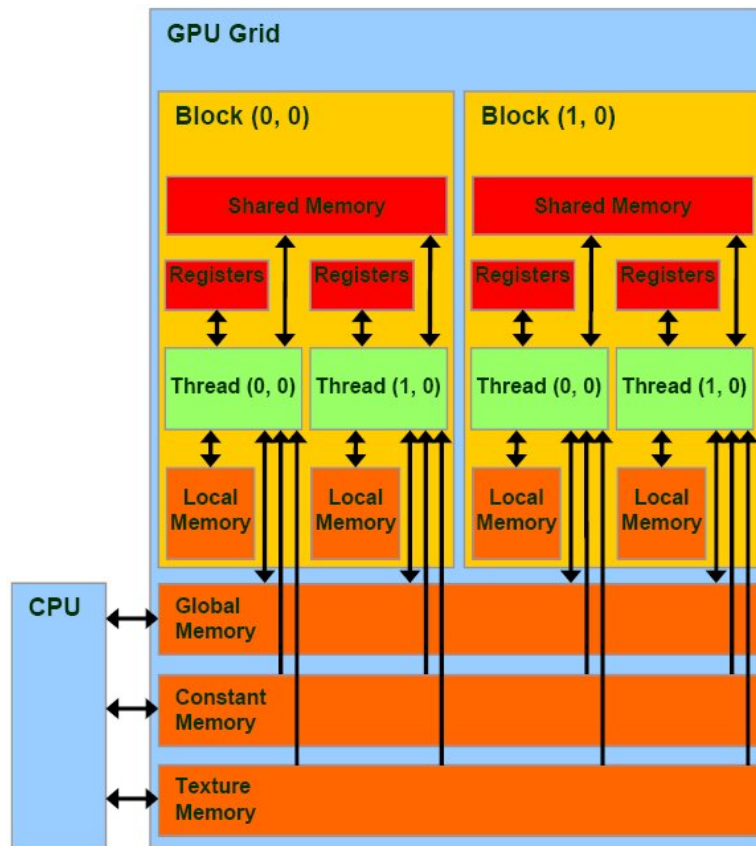 GPU Grid
Block (0, 0)
Block (1, 0)
Shared Memory
Shared Memory
Registers
Registers
Registers
Registers
Thread (0, 0)
Thread (1, 0)
Thread (0, 0)
Thread (1, 0)
Local
Memory
Local
Memory
Local
Memory
Local
Memory
CPU
Global
Memory
Constant
Memory
Texture
Memory